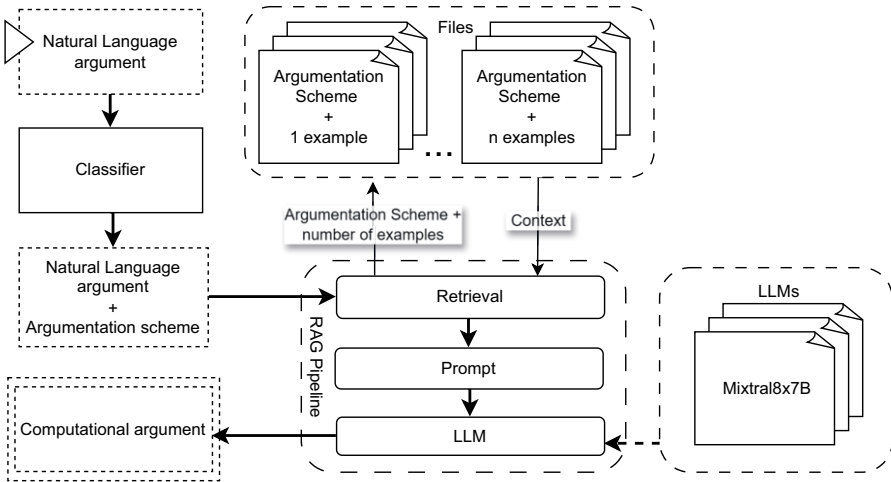 Natural Language
argument
Classifier
Natural Language
argument
+
Argumentation scheme
Computational argument
Files
Argumentation
Scheme
+
1 example
...
Argumentation
Scheme
+
n examples
Argumentation Scheme +
number of examples
Context
RAG Pipeline
Retrieval
Prompt
LLM
LLMs
Mixtral8x7B